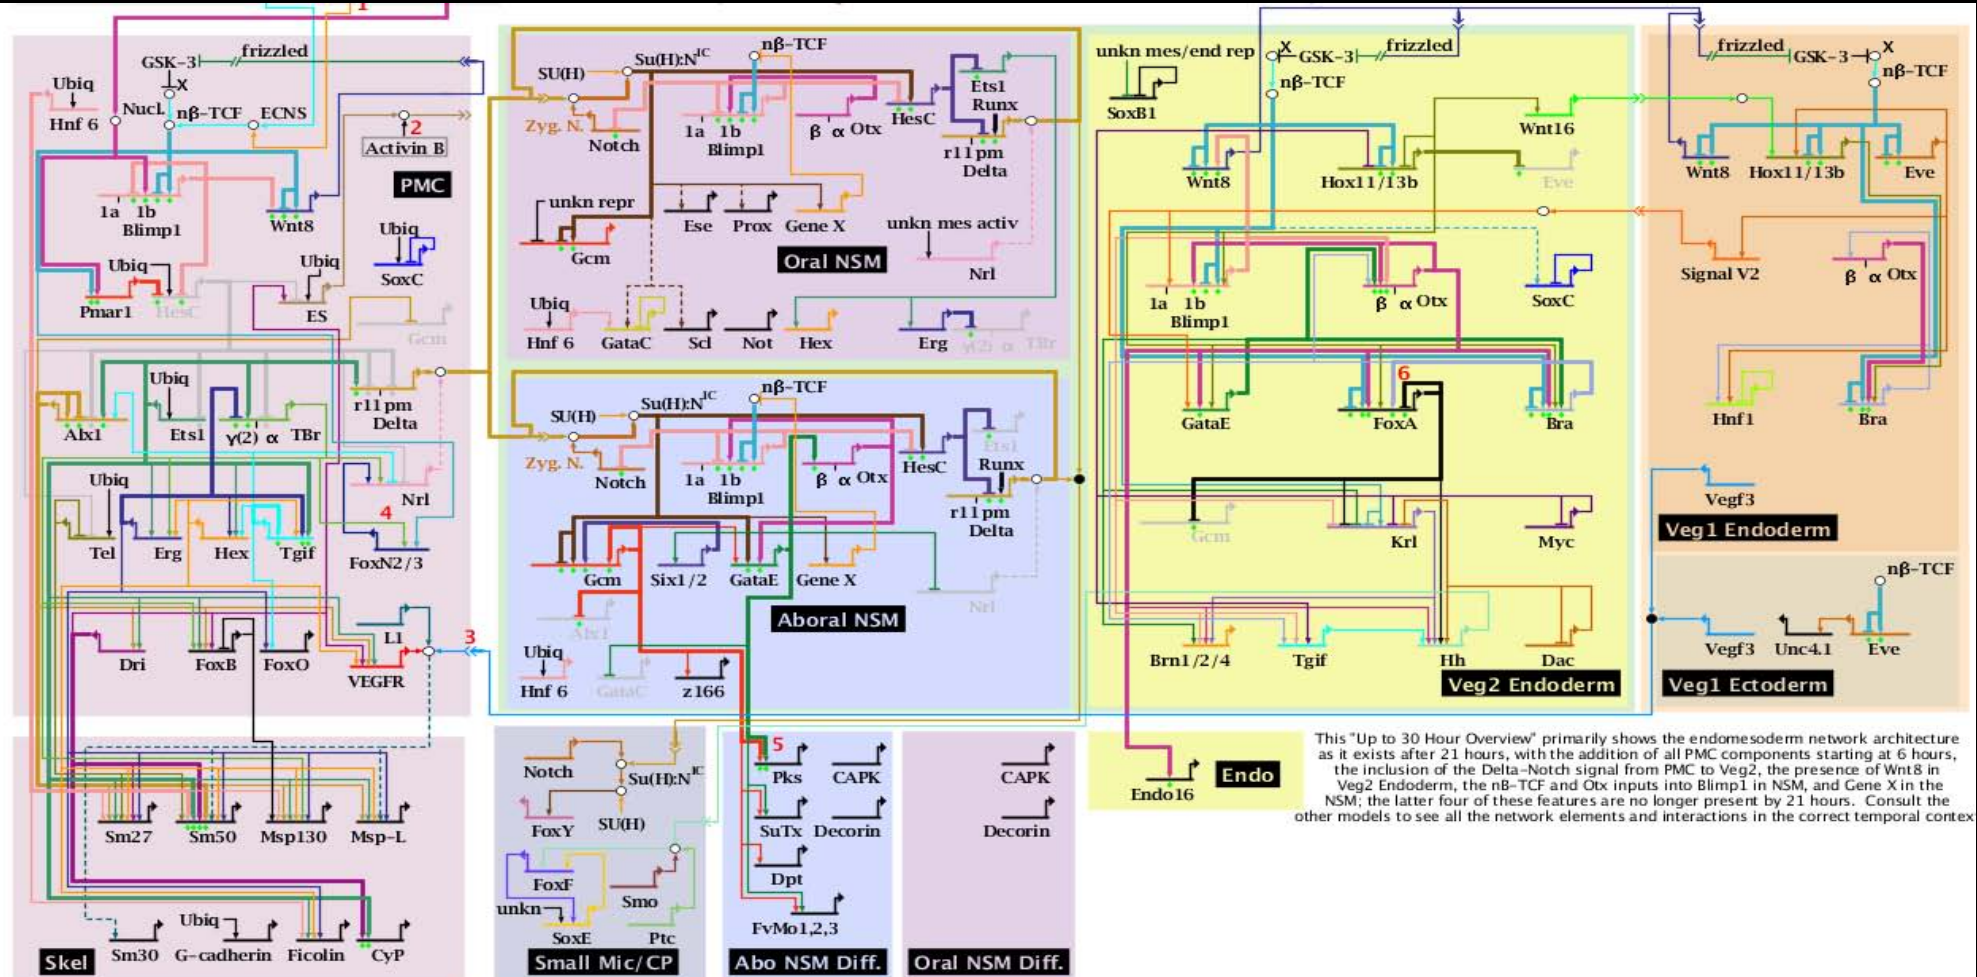 1
GSK-3
frizzled
X
Ubiq
Hnf 6
Nucl.
nβ-TCF
ECNS
2
Activin B
PMC
1a
1b
Blimp1
Wnt8
Ubiq
SoxC
Ubiq
Pmar1
HesC
Ubiq
ES
Gcm
Alx1
Ubiq
Ets1
γ(2) α
TBr
r11pm
Delta
Nrl
Ubiq
Tel
Erg
Hex
Tgif
4
FoxN2/3
Dri
FoxB
FoxO
L1
VEGFR
3
Sm27
Sm50
Msp130
Msp-L
Skel
Sm30
Ubiq
G-cadherin
Ficolin
CyP
SU(H)
Su(H):N^IC
nβ-TCF
Zyg. N.
Notch
1a
1b
Blimp1
β α Otx
HesC
Ets1
Runx
r11pm
Delta
unkn repr
Gcm
Ese
Prox
Gene X
Oral NSM
unkn mes activ
Nrl
Ubiq
Hnf 6
GataC
Scl
Not
Hex
Erg
γ(2) α TBr
SU(H)
Su(H):N^IC
nβ-TCF
Zyg. N.
Notch
1a
1b
Blimp1
β α Otx
HesC
Ets1
Runx
r11pm
Delta
Gcm
Six1/2
GataE
Gene X
Nrl
Alx1
Aboral NSM
Ubiq
Hnf 6
GataC
z166
Notch
Su(H):N^IC
FoxY
SU(H)
FoxF
Smo
unkn
SoxE
Ptc
Small Mic/CP
5
Pks
CAPK
SuTx
Decorin
Dpt
FvMo1,2,3
Abo NSM Diff.
CAPK
Decorin
Oral NSM Diff.
unkn mes/end rep
SoxB1
X
GSK-3
frizzled
nβ-TCF
Wnt16
Wnt8
Hox11/13b
Eve
1a
1b
Blimp1
β α Otx
SoxC
6
GataE
FoxA
Bra
Gcm
Krl
Myc
Brn1/2/4
Tgif
Hh
Dac
Veg2 Endoderm
Endo16
Endo
frizzled
GSK-3
X
nβ-TCF
Wnt8
Hox11/13b
Eve
Signal V2
β α Otx
Hnf1
Bra
Vegf3
Veg1 Endoderm
nβ-TCF
Vegf3
Unc4.1
Eve
Veg1 Ectoderm
This "Up to 30 Hour Overview" primarily shows the endomesoderm network architecture
as it exists after 21 hours, with the addition of all PMC components starting at 6 hours,
the inclusion of the Delta-Notch signal from PMC to Veg2, the presence of Wnt8 in
Veg2 Endoderm, the nB-TCF and Otx inputs into Blimp1 in NSM, and Gene X in the
NSM; the latter four of these features are no longer present by 21 hours. Consult the
other models to see all the network elements and interactions in the correct temporal contex